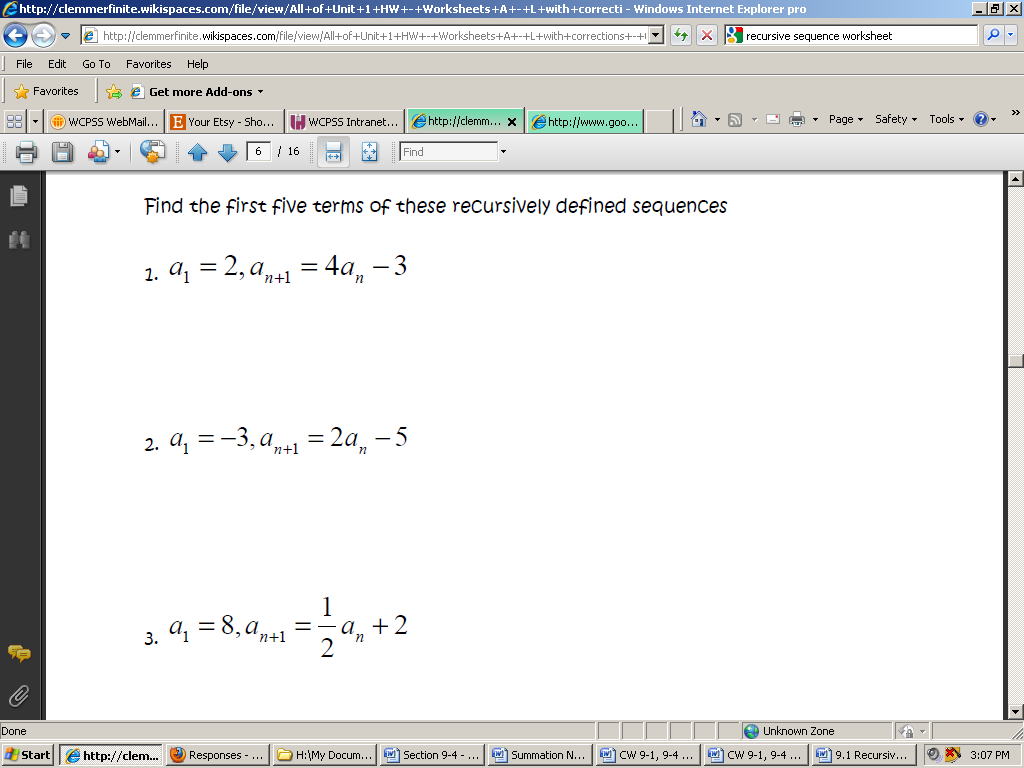 http://clemmerfinite.wikispaces.com/file/view/All+of+Unit+1+HW+-+Worksheets+A+-+L+with+correcti - Windows Internet Explorer pro
http://clemmerfinite.wikispaces.com/file/view/All+of+Unit+1+HW+-+Worksheets+A+-+L+with+corrections+-+
recursive sequence worksheet
File Edit Go To Favorites Help
Favorites Get more Add-ons
WCPSS WebMail... Your Etsy - Sho... WCPSS Intranet... http://clemm... http://www.goo... Page Safety Tools »
6 / 16 Find
Find the first five terms of these recursively defined sequences
1. a₁ = 2, aₙ₊₁ = 4aₙ − 3
2. a₁ = −3, aₙ₊₁ = 2aₙ − 5
3. a₁ = 8, aₙ₊₁ = 1/2 aₙ + 2
Done Unknown Zone
Start http://clem... Responses - ... H:\My Docum... Section 9-4 - ... Summation N... CW 9-1, 9-4 ... CW 9-1, 9-4 ... 9.1 Recursiv... 3:07 PM